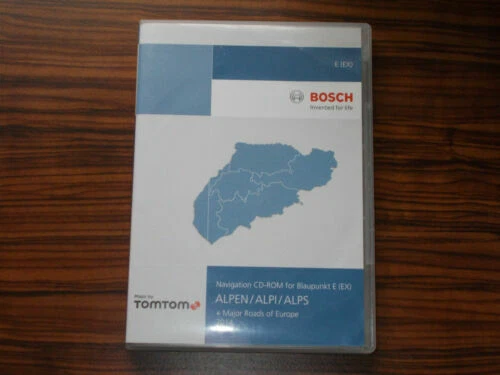 E (EX)
BOSCH
Invented for life
Navigation CD-ROM for Blaupunkt E (EX)
ALPEN/ALPI/ALPS
+ Major Roads of Europe
2014
Maps by
TOMTOM